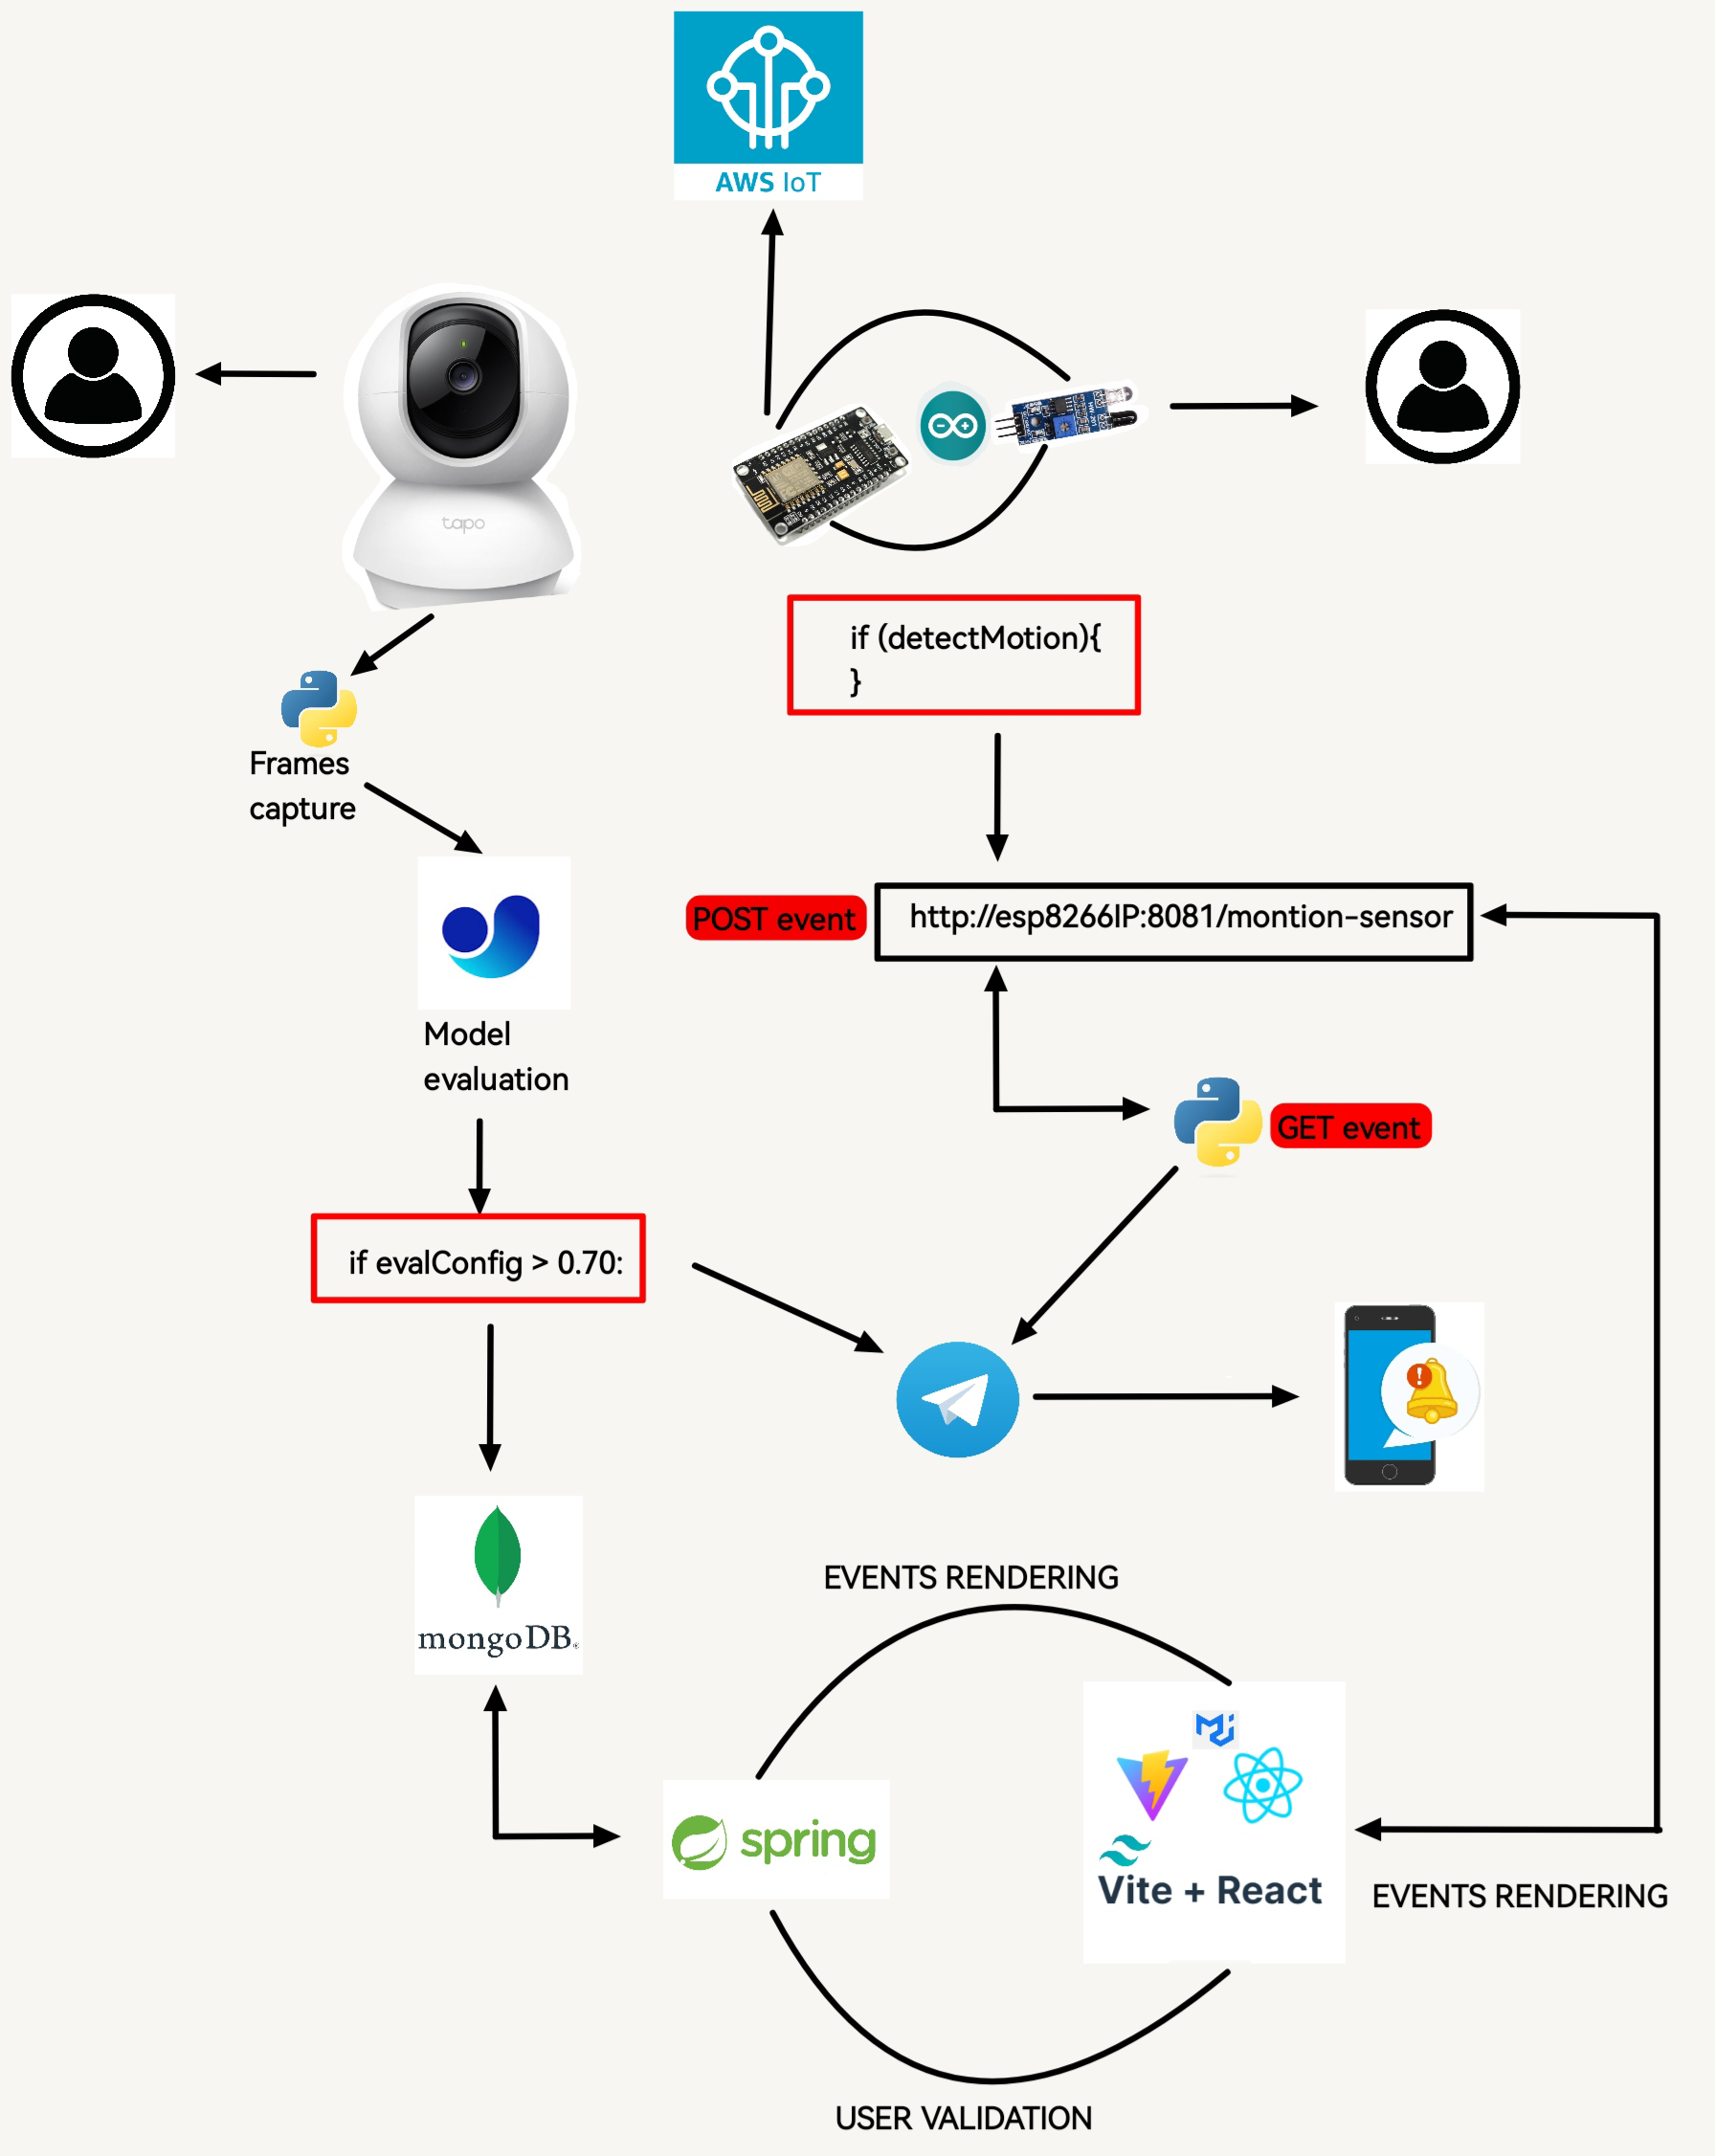 AWS IoT
tapo
if (detectMotion){
}
Frames
capture
POST event
http://esp8266IP:8081/montion-sensor
Model
evaluation
GET event
if evalConfig > 0.70:
mongoDB®
EVENTS RENDERING
spring
Vite + React
EVENTS RENDERING
USER VALIDATION